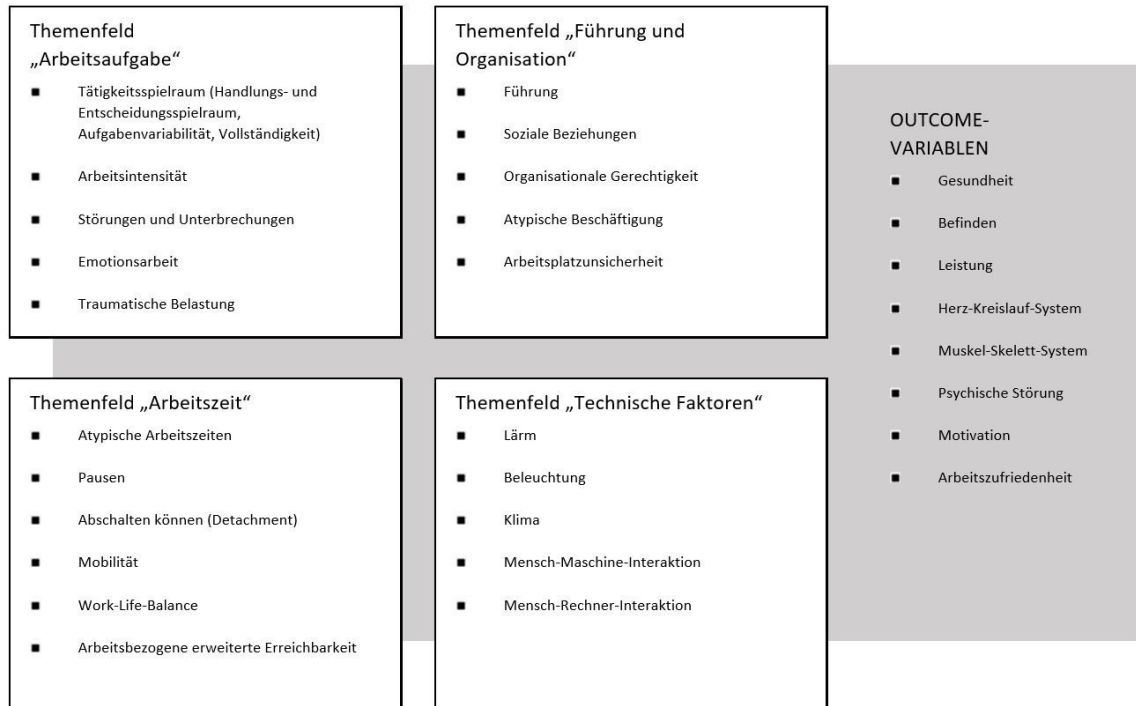 Themenfeld
„Arbeitsaufgabe“
■ Tätigkeitsspielraum (Handlungs- und
Entscheidungsspielraum,
Aufgabenvariabilität, Vollständigkeit)
■ Arbeitsintensität
■ Störungen und Unterbrechungen
■ Emotionsarbeit
■ Traumatische Belastung
Themenfeld „Führung und
Organisation“
■ Führung
■ Soziale Beziehungen
■ Organisationale Gerechtigkeit
■ Atypische Beschäftigung
■ Arbeitsplatzunsicherheit
Themenfeld „Arbeitszeit“
■ Atypische Arbeitszeiten
■ Pausen
■ Abschalten können (Detachment)
■ Mobilität
■ Work-Life-Balance
■ Arbeitsbezogene erweiterte Erreichbarkeit
Themenfeld „Technische Faktoren“
■ Lärm
■ Beleuchtung
■ Klima
■ Mensch-Maschine-Interaktion
■ Mensch-Rechner-Interaktion
OUTCOME-
VARIABLEN
■ Gesundheit
■ Befinden
■ Leistung
■ Herz-Kreislauf-System
■ Muskel-Skelett-System
■ Psychische Störung
■ Motivation
■ Arbeitszufriedenheit